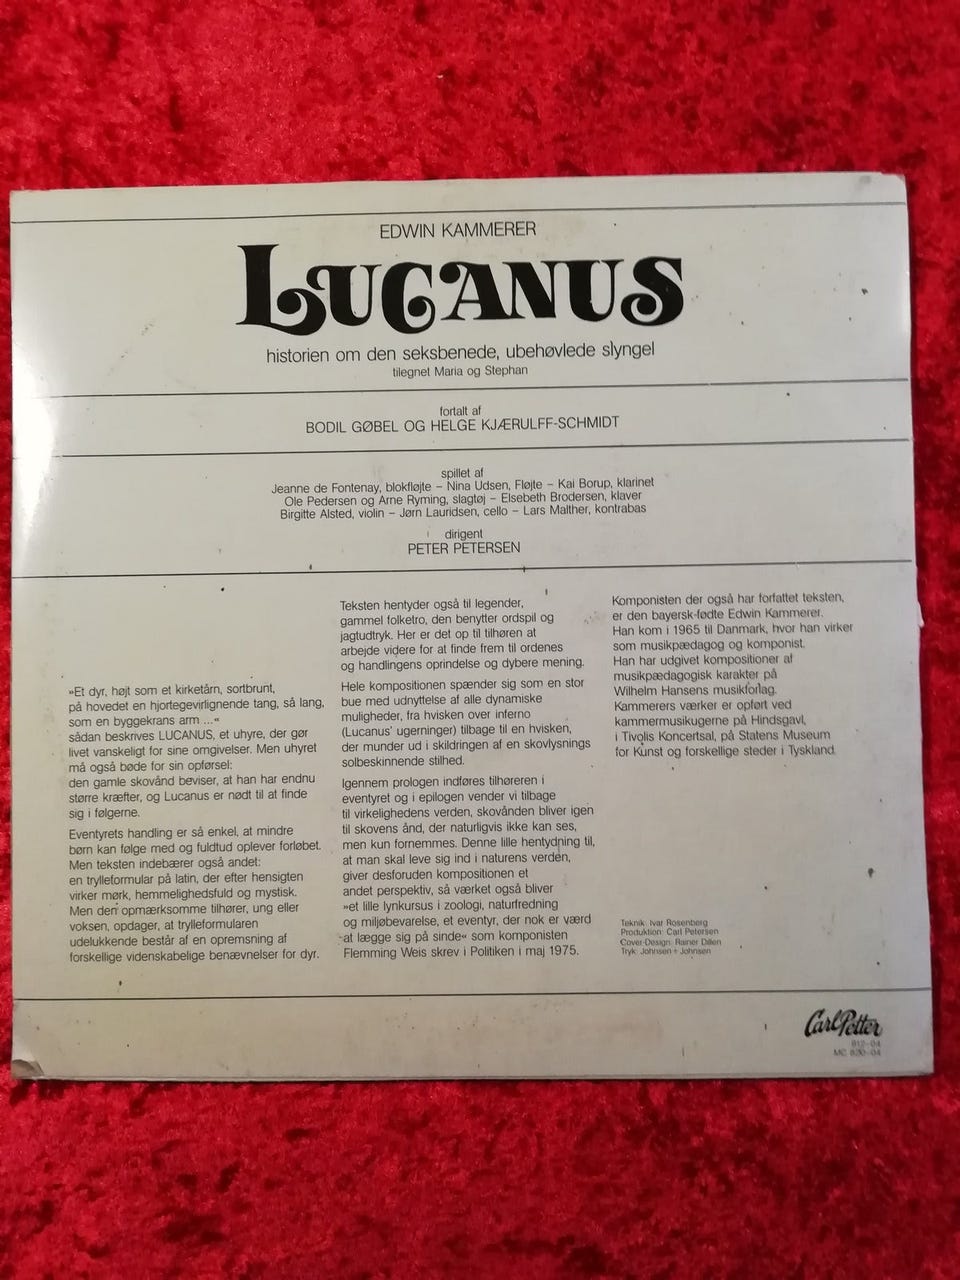 EDWIN KAMMERER
LUCANUS
historien om den seksbenede, ubehøvlede slyngel
tilegnet Maria og Stephan
fortalt af
BODIL GØBEL OG HELGE KJÆRULFF-SCHMIDT
spillet af
Jeanne de Fontenay, blokfløjte – Nina Udsen, Fløjte – Kai Borup, klarinet
Ole Pedersen og Arne Ryming, slagtøj – Elsebeth Brodersen, klaver
Birgitte Alsted, violin – Jørn Lauridsen, cello – Lars Malther, kontrabas
dirigent
PETER PETERSEN
»Et dyr, højt som et kirketårn, sortbrunt,
på hovedet en hjortegevirlignende tang, så lang,
som en byggekrans arm ...«
sådan beskrives LUCANUS, et uhyre, der gør
livet vanskeligt for sine omgivelser. Men uhyret
må også bøde for sin opførsel:
den gamle skovånd beviser, at han har endnu
større kræfter, og Lucanus er nødt til at finde
sig i følgerne.
Eventyrets handling er så enkel, at mindre
børn kan følge med og fuldtud oplever forløbet.
Men teksten indebærer også andet:
en trylleformular på latin, der efter hensigten
virker mørk, hemmelighedsfuld og mystisk.
Men den opmærksomme tilhører, ung eller
voksen, opdager, at trylleformularen
udelukkende består af en opremsning af
forskellige videnskabelige benævnelser for dyr.
Teksten hentyder også til legender,
gammel folketro, den benytter ordspil og
jagtudtryk. Her er det op til tilhøren at
arbejde videre for at finde frem til ordenes
og handlingens oprindelse og dybere mening.
Hele kompositionen spænder sig som en stor
bue med udnyttelse af alle dynamiske
muligheder, fra hvisken over inferno
(Lucanus' ugerninger) tilbage til en hvisken,
der munder ud i skildringen af en skovlysnings
solbeskinnende stilhed.
Igennem prologen indføres tilhøreren i
eventyret og i epilogen vender vi tilbage
til virkelighedens verden, skovånden bliver igen
til skovens ånd, der naturligvis ikke kan ses,
men kun fornemmes. Denne lille hentydning til,
at man skal leve sig ind i naturens verden,
giver desforuden kompositionen et
andet perspektiv, så værket også bliver
»et lille lynkursus i zoologi, naturfredning
og miljøbevarelse, et eventyr, der nok er værd
at lægge sig på sinde« som komponisten
Flemming Weis skrev i Politiken i maj 1975.
Komponisten der også har forfattet teksten,
er den bayersk-fødte Edwin Kammerer.
Han kom i 1965 til Danmark, hvor han virker
som musikpædagog og komponist.
Han har udgivet kompositioner af
musikpædagogisk karakter på
Wilhelm Hansens musikforlag.
Kammerers værker er opført ved
kammermusikugerne på Hindsgavl,
i Tivolis Koncertsal, på Statens Museum
for Kunst og forskellige steder i Tyskland.
Teknik: Ivar Rosenberg
Produktion: Carl Petersen
Cover-Design: Rainer Dillen
Tryk: Johnsen + Johnsen
CarlPetter
812-04
MC 820-04